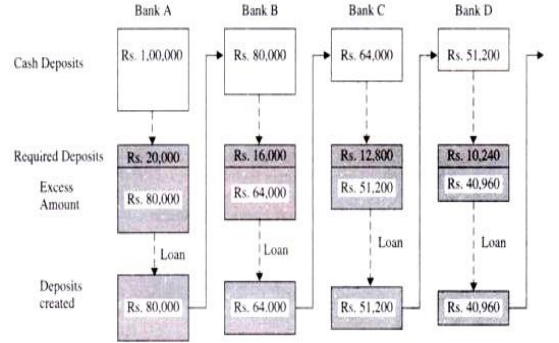 Bank A Bank B Bank C Bank D
Cash Deposits Rs. 1,00,000 Rs. 80,000 Rs. 64,000 Rs. 51,200
Required Deposits Rs. 20,000 Rs. 16,000 Rs. 12,800 Rs. 10,240
Excess Amount Rs. 80,000 Rs. 64,000 Rs. 51,200 Rs. 40,960
Loan Loan Loan Loan
Deposits created Rs. 80,000 Rs. 64.000 Rs. 51,200 Rs. 40,960